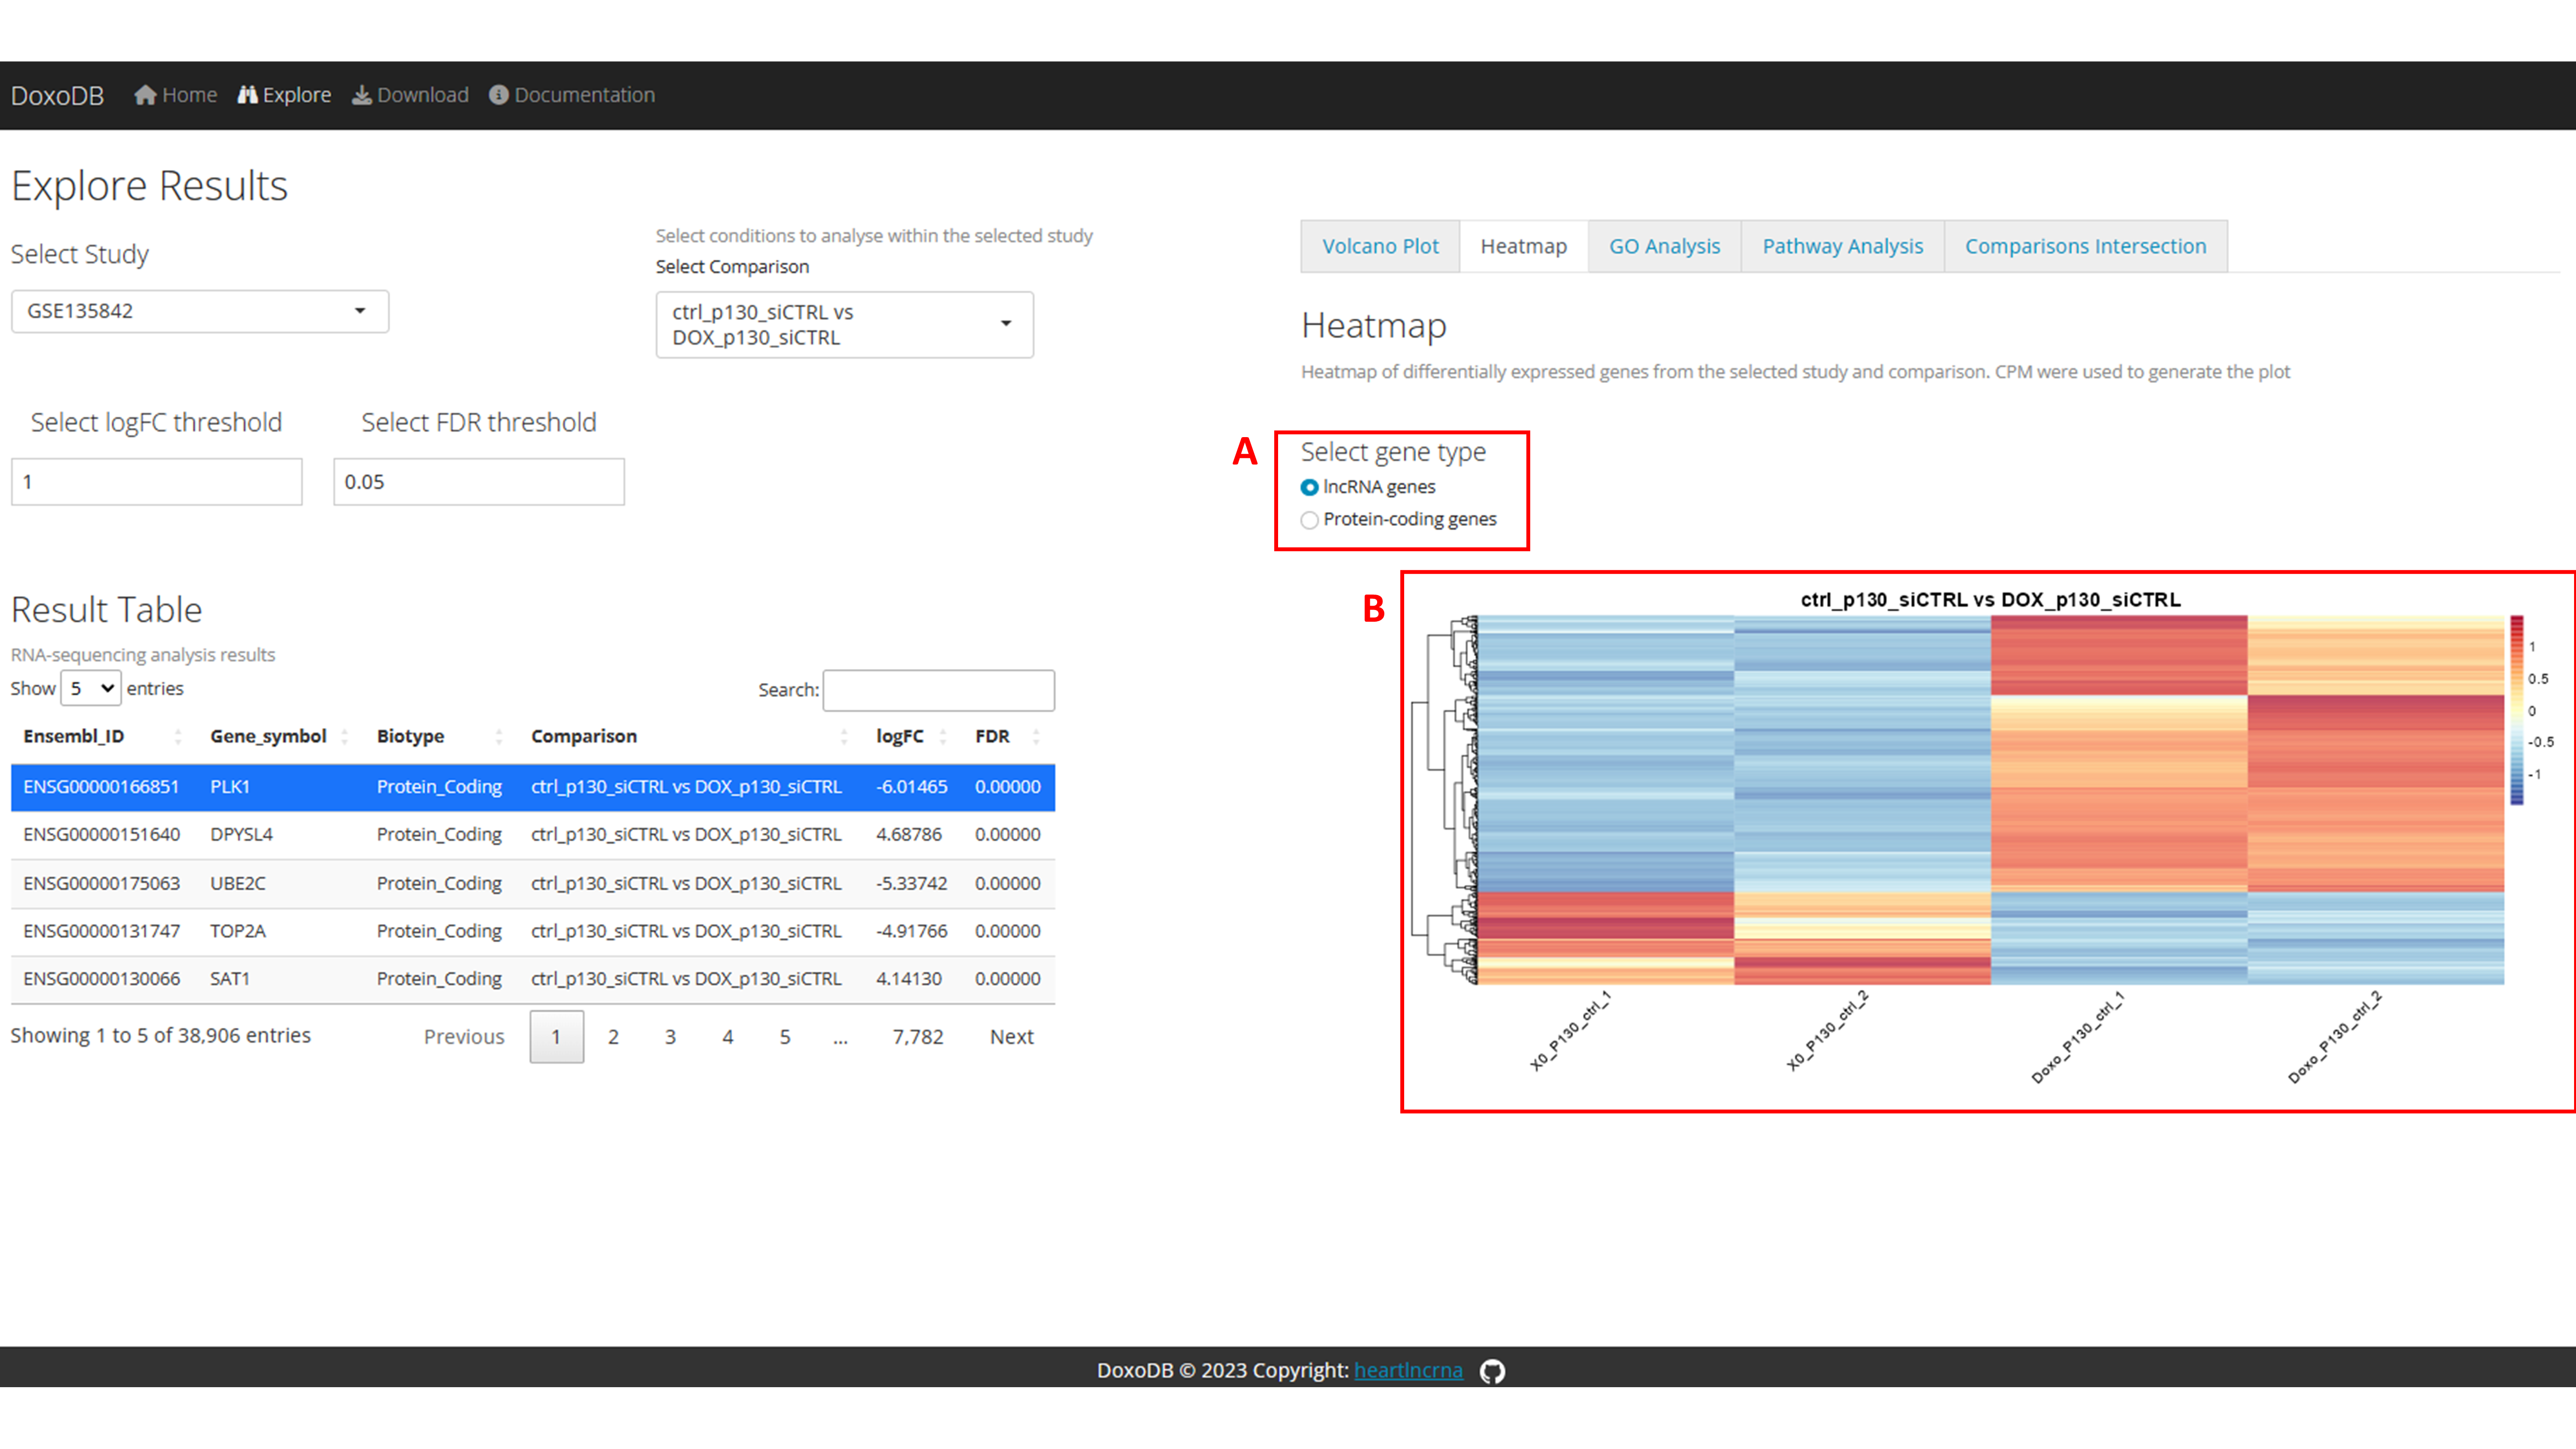 DoxoDB Home Explore Download Documentation
Explore Results
Select Study
GSE135842
Select conditions to analyse within the selected study
Select Comparison
ctrl_p130_siCTRL vs
DOX_p130_siCTRL
Select logFC threshold Select FDR threshold
1 0.05
Result Table
RNA-sequencing analysis results
Show 5 entries Search:
Ensembl_ID Gene_symbol Biotype Comparison logFC FDR
ENSG00000166851 PLK1 Protein_Coding ctrl_p130_siCTRL vs DOX_p130_siCTRL -6.01465 0.00000
ENSG00000151640 DPYSL4 Protein_Coding ctrl_p130_siCTRL vs DOX_p130_siCTRL 4.68786 0.00000
ENSG00000175063 UBE2C Protein_Coding ctrl_p130_siCTRL vs DOX_p130_siCTRL -5.33742 0.00000
ENSG00000131747 TOP2A Protein_Coding ctrl_p130_siCTRL vs DOX_p130_siCTRL -4.91766 0.00000
ENSG00000130066 SAT1 Protein_Coding ctrl_p130_siCTRL vs DOX_p130_siCTRL 4.14130 0.00000
Showing 1 to 5 of 38,906 entries Previous 1 2 3 4 5 ... 7,782 Next
Volcano Plot Heatmap GO Analysis Pathway Analysis Comparisons Intersection
Heatmap
Heatmap of differentially expressed genes from the selected study and comparison. CPM were used to generate the plot
A
Select gene type
lncRNA genes
Protein-coding genes
B
ctrl_p130_siCTRL vs DOX_p130_siCTRL
1
0.5
0
-0.5
-1
X0_P130_ctrl_1
X0_P130_ctrl_2
Doxo_P130_ctrl_1
Doxo_P130_ctrl_2
DoxoDB © 2023 Copyright: heartlncrna